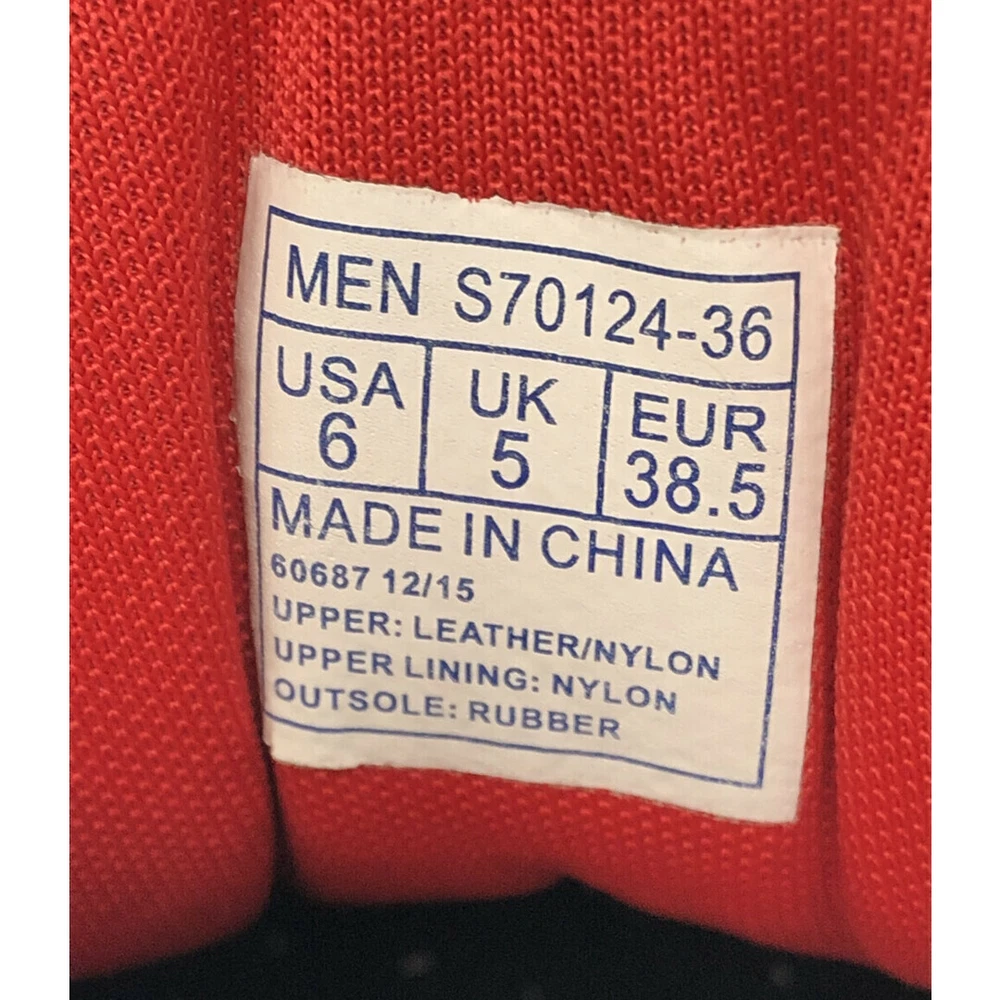 MEN S70124-36
USA UK EUR
6 5 38.5
MADE IN CHINA
60687 12/15
UPPER: LEATHER/NYLON
UPPER LINING: NYLON
OUTSOLE: RUBBER